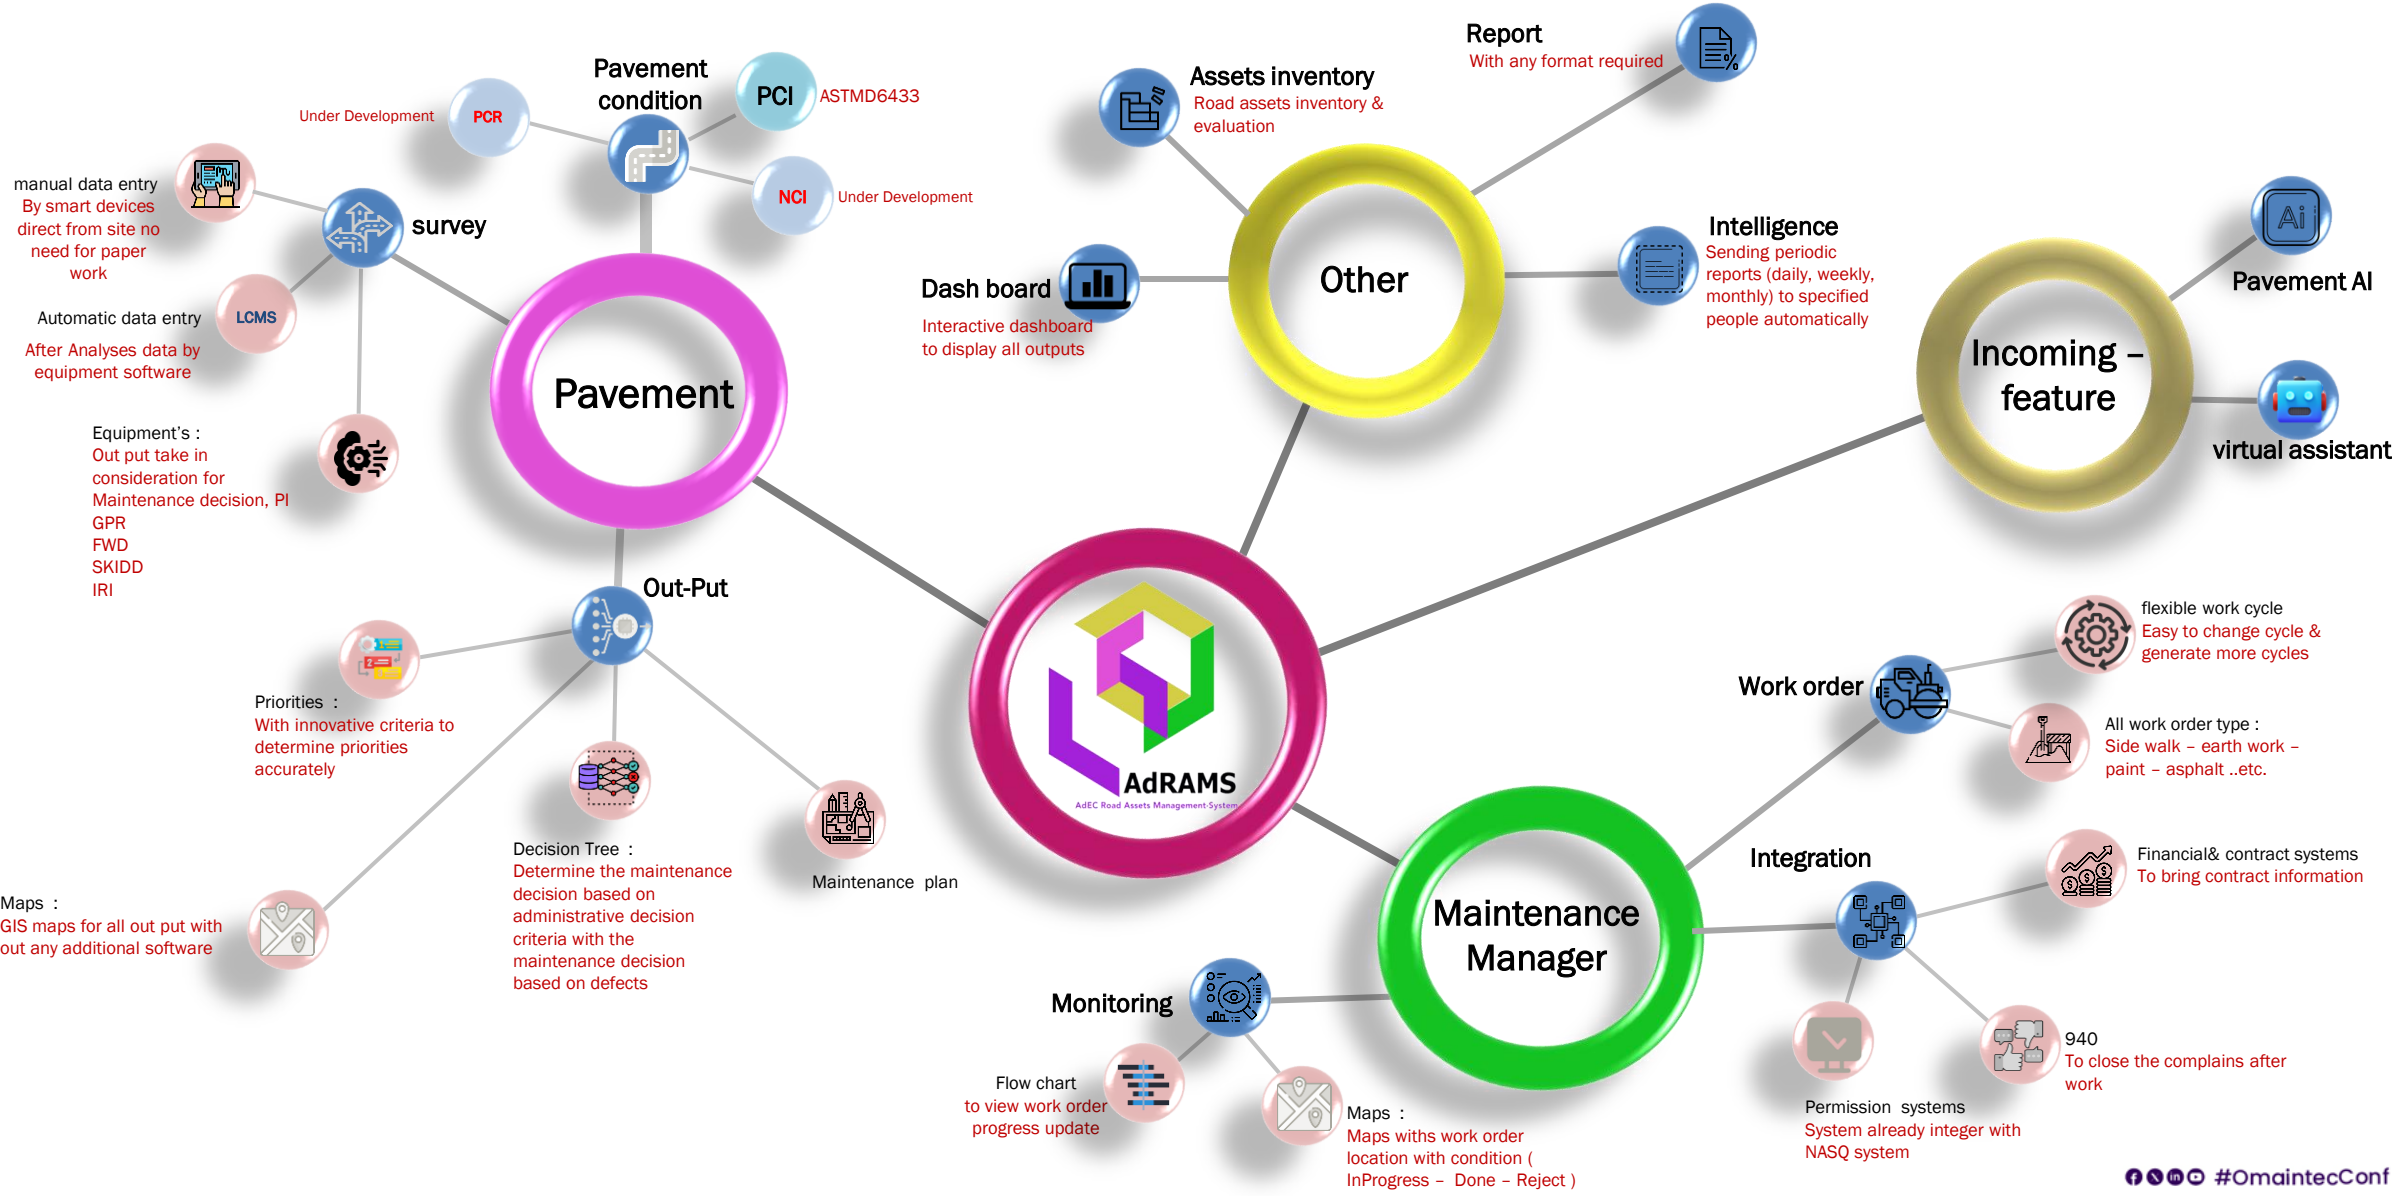 Pavement
condition
PCI
ASTMD6433
PCR
Under Development
NCI
Under Development
manual data entry
By smart devices
direct from site no
need for paper
work
survey
LCMS
Automatic data entry
After Analyses data by
equipment software
Equipment's :
Out put take in
consideration for
Maintenance decision, PI
GPR
FWD
SKIDD
IRI
Pavement
Out-Put
Priorities :
With innovative criteria to
determine priorities
accurately
Maps :
GIS maps for all out put with
out any additional software
Decision Tree :
Determine the maintenance
decision based on
administrative decision
criteria with the
maintenance decision
based on defects
Maintenance plan
Assets inventory
Road assets inventory &
evaluation
Report
With any format required
Dash board
Interactive dashboard
to display all outputs
Other
Intelligence
Sending periodic
reports (daily, weekly,
monthly) to specified
people automatically
Incoming –
feature
Ai
Pavement AI
virtual assistant
AdRAMS
AdEC Road Assets Management-System
Maintenance
Manager
Work order
flexible work cycle
Easy to change cycle &
generate more cycles
All work order type :
Side walk – earth work –
paint – asphalt ..etc.
Integration
Financial& contract systems
To bring contract information
940
To close the complains after
work
Permission systems
System already integer with
NASQ system
Monitoring
Flow chart
to view work order
progress update
Maps :
Maps withs work order
location with condition (
InProgress – Done – Reject )
#OmaintecConf